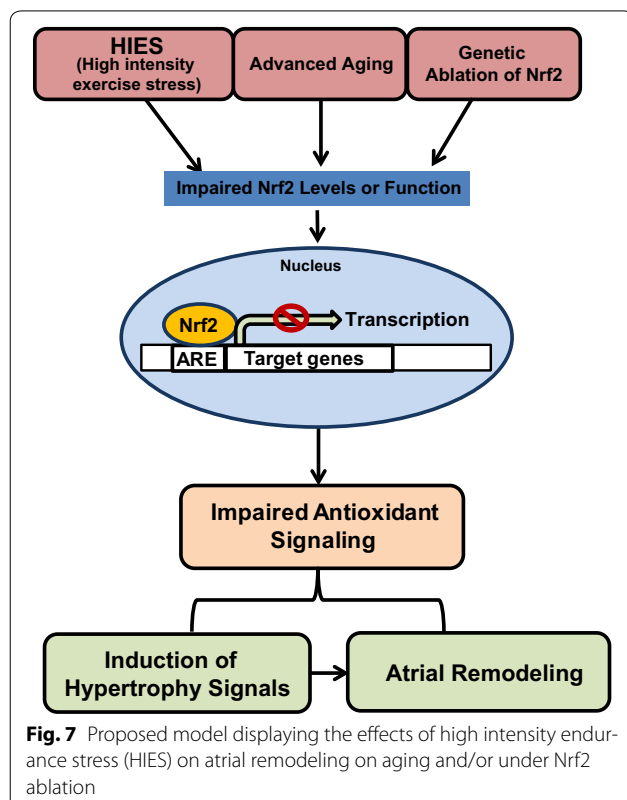 HIES
(High intensity
exercise stress)
Advanced Aging
Genetic
Ablation of Nrf2
Impaired Nrf2 Levels or Function
Nucleus
Nrf2
Transcription
ARE
Target genes
Impaired Antioxidant
Signaling
Induction of
Hypertrophy Signals
Atrial Remodeling
Fig. 7 Proposed model displaying the effects of high intensity endur-
ance stress (HIES) on atrial remodeling on aging and/or under Nrf2
ablation